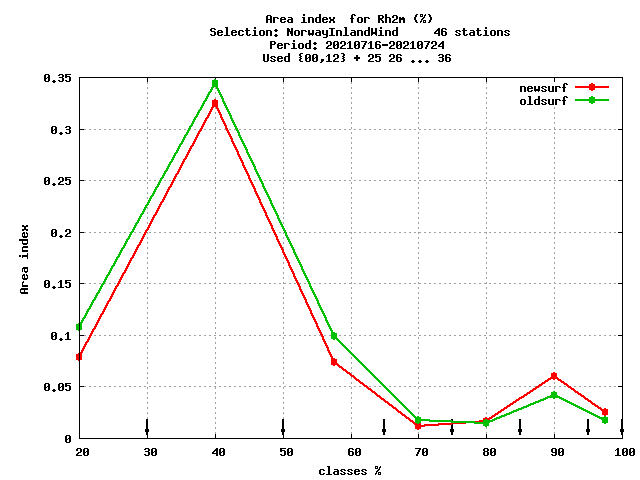 Area index  for Rh2m (%)
Selection: NorwayInlandWind     46 stations
Period: 20210716-20210724
Used {00,12} + 25 26 ... 36
newsurf
oldsurf
0.35
0.3
0.25
0.2
0.15
0.1
0.05
0
Area index
20 30 40 50 60 70 80 90 100
classes %